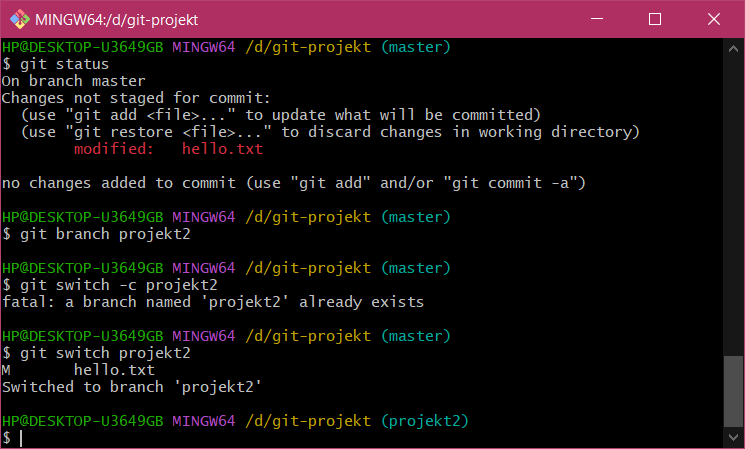 MINGW64:/d/git-projekt
HP@DESKTOP-U3649GB MINGW64 /d/git-projekt (master)
$ git status
On branch master
Changes not staged for commit:
  (use "git add <file>..." to update what will be committed)
  (use "git restore <file>..." to discard changes in working directory)
        modified:   hello.txt

no changes added to commit (use "git add" and/or "git commit -a")

HP@DESKTOP-U3649GB MINGW64 /d/git-projekt (master)
$ git branch projekt2

HP@DESKTOP-U3649GB MINGW64 /d/git-projekt (master)
$ git switch -c projekt2
fatal: a branch named 'projekt2' already exists

HP@DESKTOP-U3649GB MINGW64 /d/git-projekt (master)
$ git switch projekt2
M       hello.txt
Switched to branch 'projekt2'

HP@DESKTOP-U3649GB MINGW64 /d/git-projekt (projekt2)
$